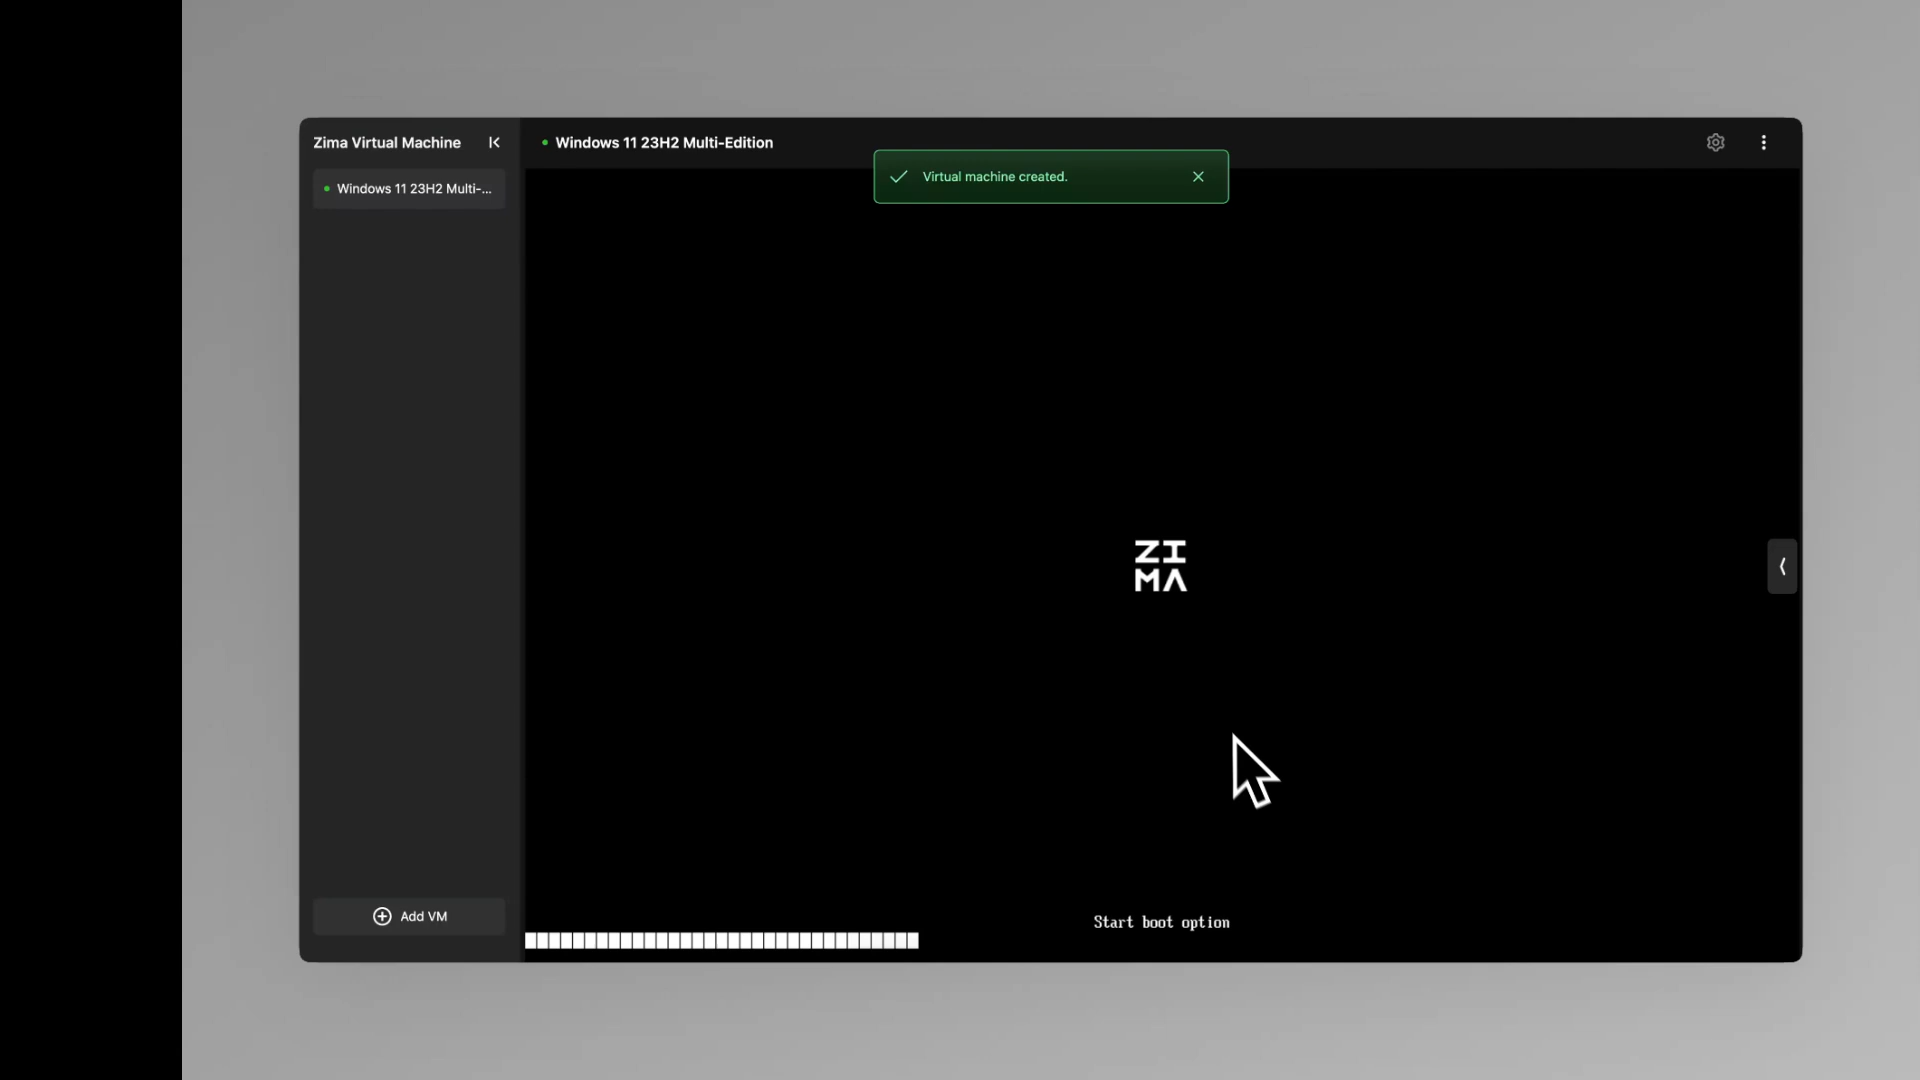 Zima Virtual Machine
Windows 11 23H2 Multi-Edition
Virtual machine created.
Windows 11 23H2 Multi-...
ZI
MA
Add VM
Start boot option